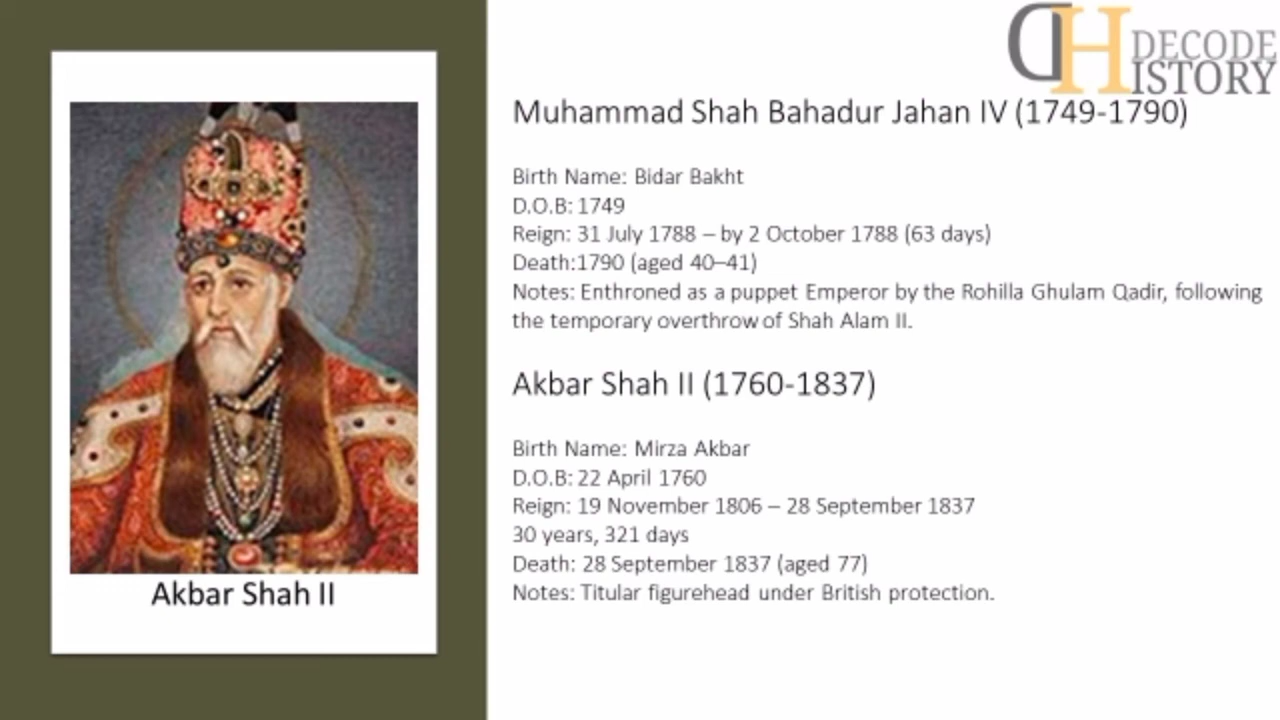 DECODE
HISTORY
Muhammad Shah Bahadur Jahan IV (1749-1790)
Birth Name: Bidar Bakht
D.O.B: 1749
Reign: 31 July 1788 – by 2 October 1788 (63 days)
Death:1790 (aged 40–41)
Notes: Enthroned as a puppet Emperor by the Rohilla Ghulam Qadir, following
the temporary overthrow of Shah Alam II.
Akbar Shah II (1760-1837)
Birth Name: Mirza Akbar
D.O.B: 22 April 1760
Reign: 19 November 1806 – 28 September 1837
30 years, 321 days
Death: 28 September 1837 (aged 77)
Notes: Titular figurehead under British protection.
Akbar Shah II